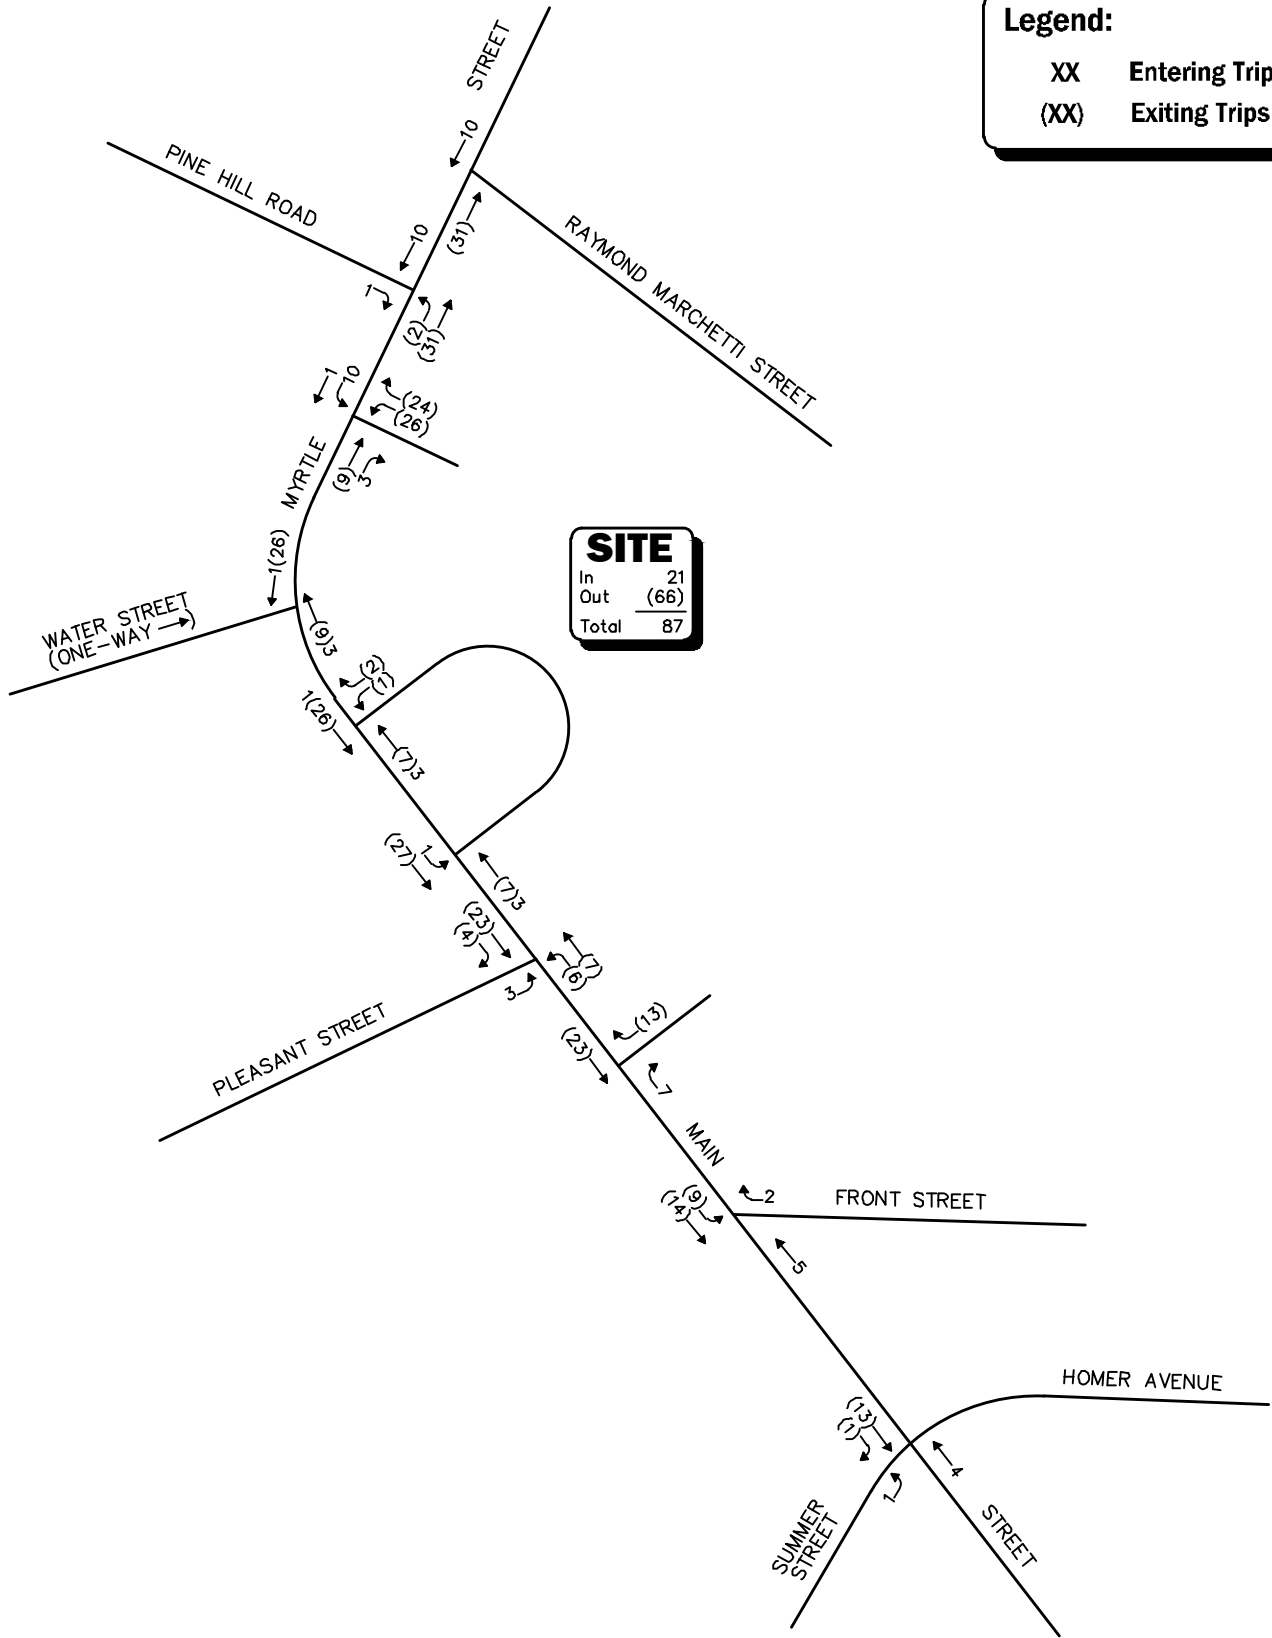 Legend:
XX Entering Trip
(XX) Exiting Trips
STREET
10
PINE HILL ROAD
10
(31)
RAYMOND MARCHETTI STREET
1
(2)
(31)
1
10
(24)
(26)
MYRTLE
(9)
3
1(26)
SITE
In 21
Out (66)
Total 87
WATER STREET
(ONE-WAY →)
(9)3
(2)
(1)
1(26)
(7)3
(27)
1
(7)3
(23)
(4)
(7)
(6)
3
PLEASANT STREET
(13)
(23)
7
MAIN
2
FRONT STREET
(9)
(14)
5
HOMER AVENUE
(13)
(1)
4
1
SUMMER
STREET
STREET